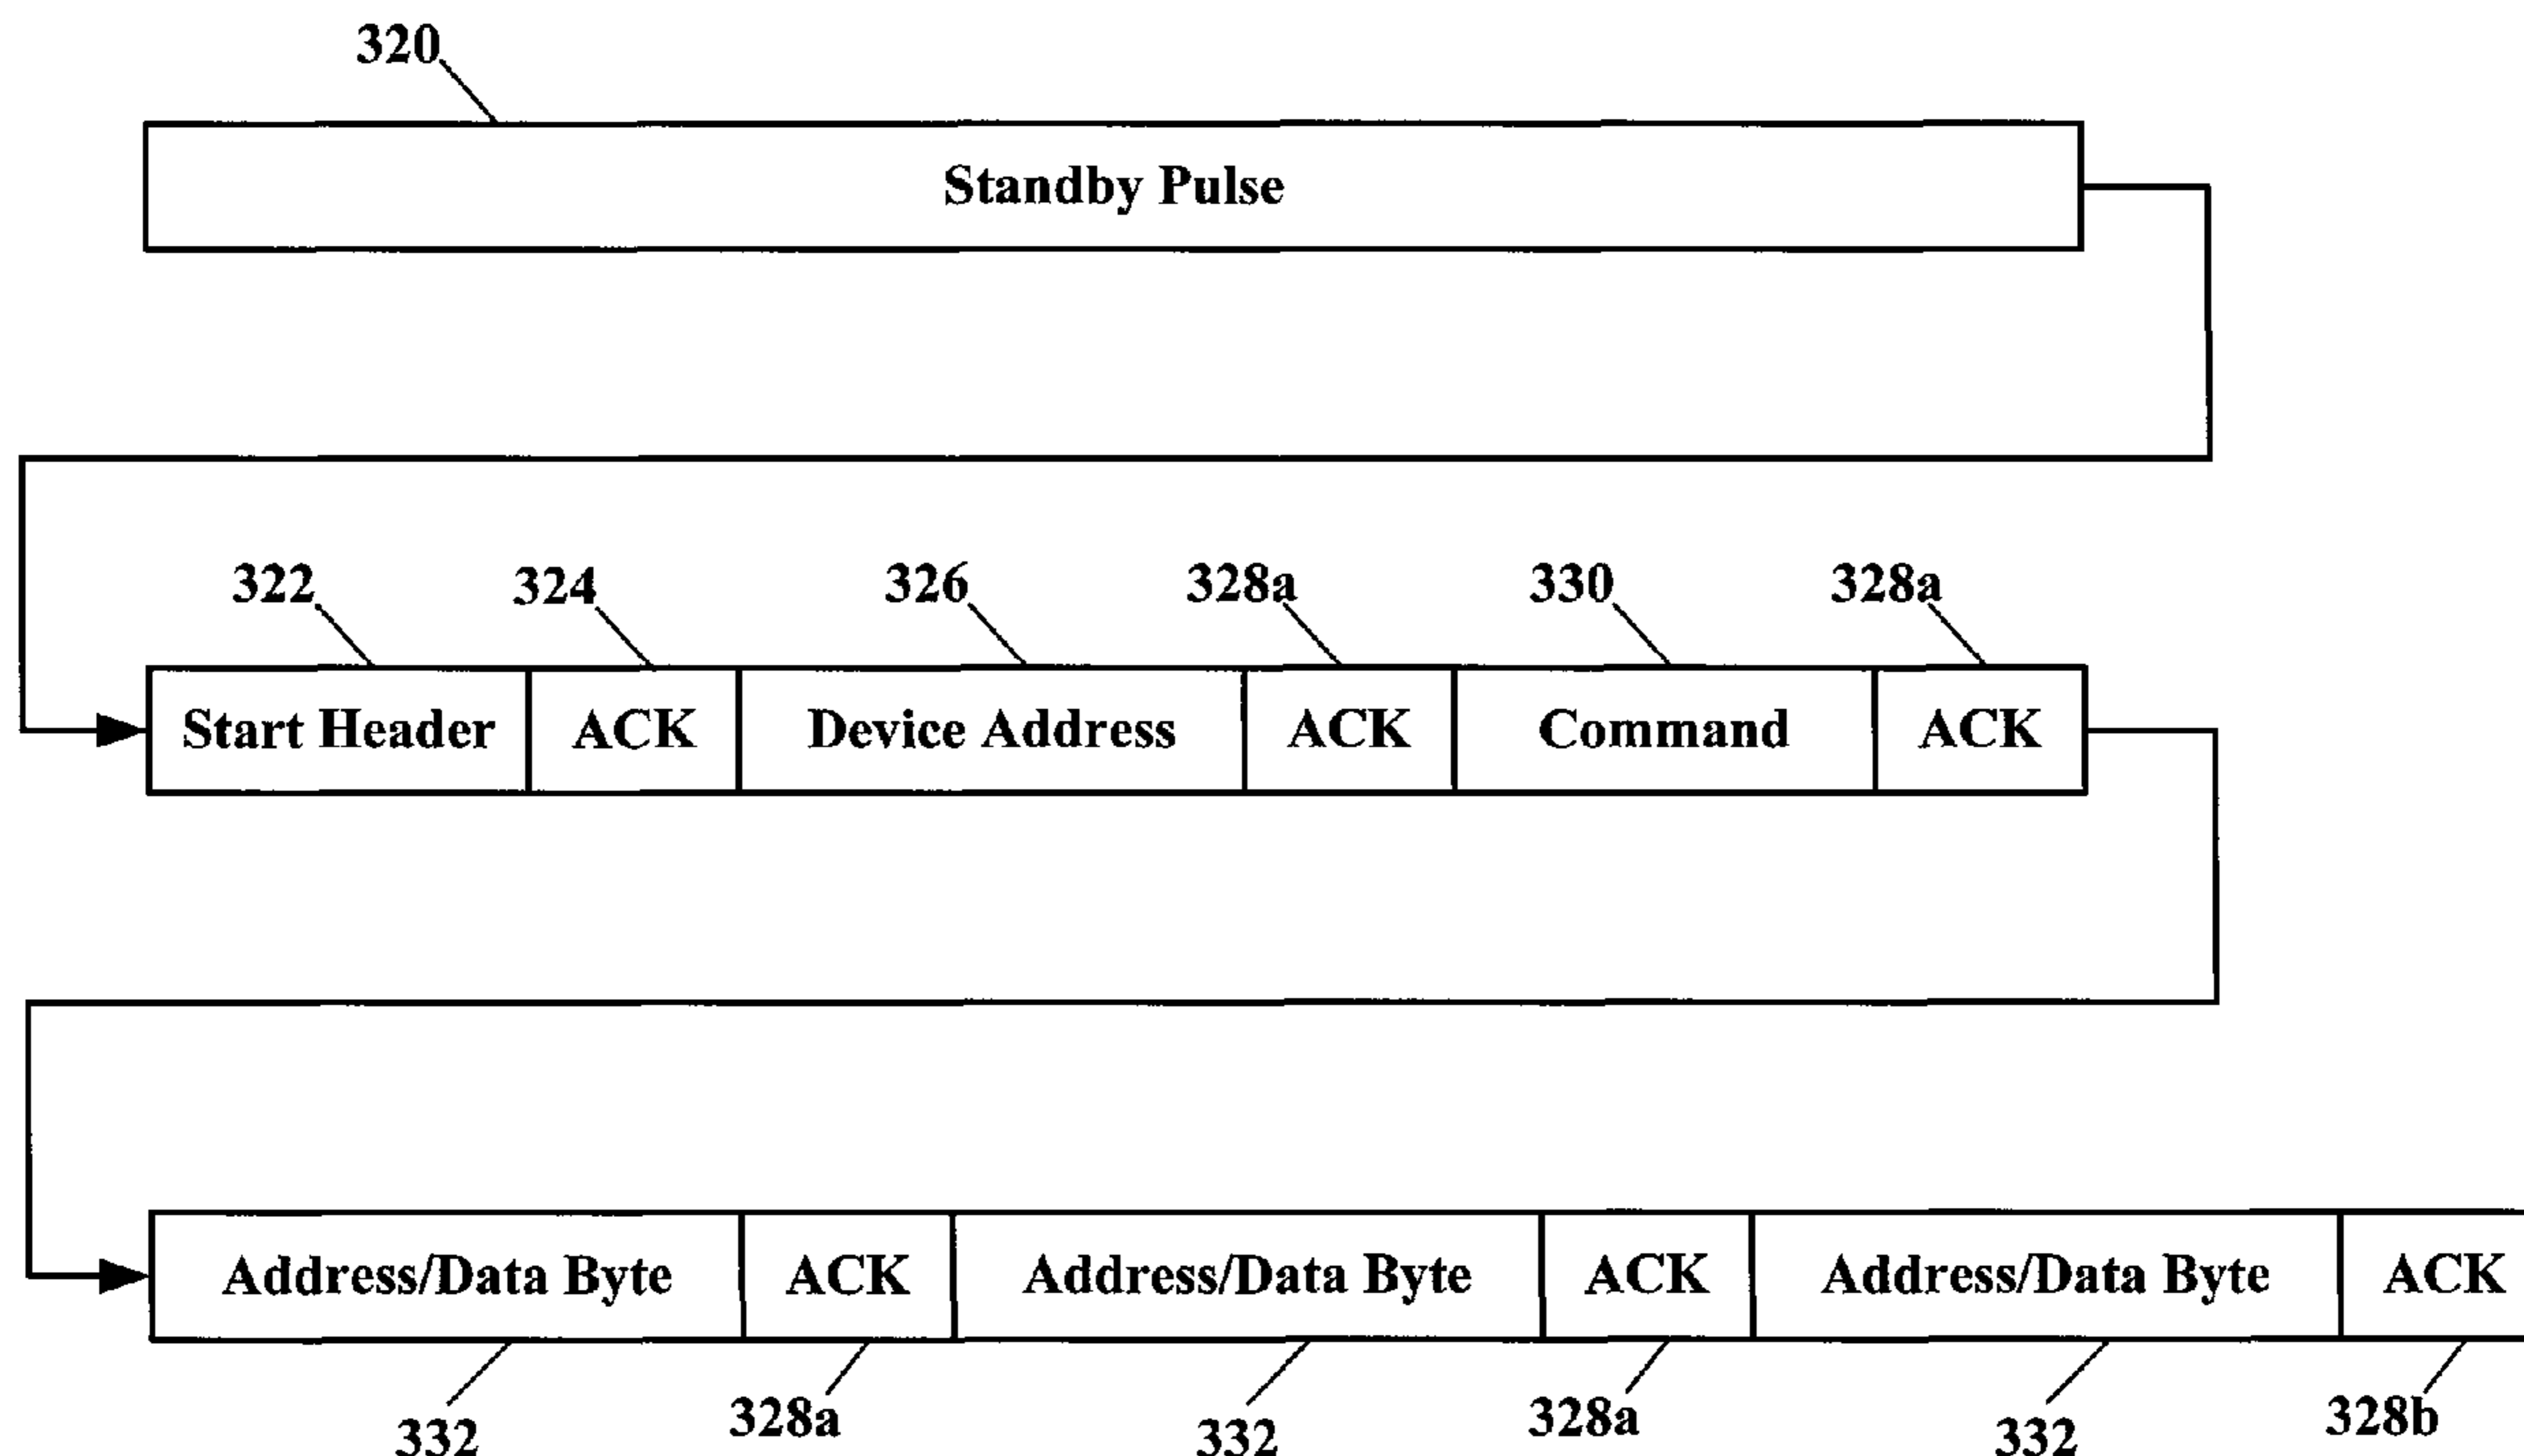 320
Standby Pulse
322 324 326 328a 330 328a
Start Header ACK Device Address ACK Command ACK
Address/Data Byte ACK Address/Data Byte ACK Address/Data Byte ACK
332 328a 332 328a 332 328b